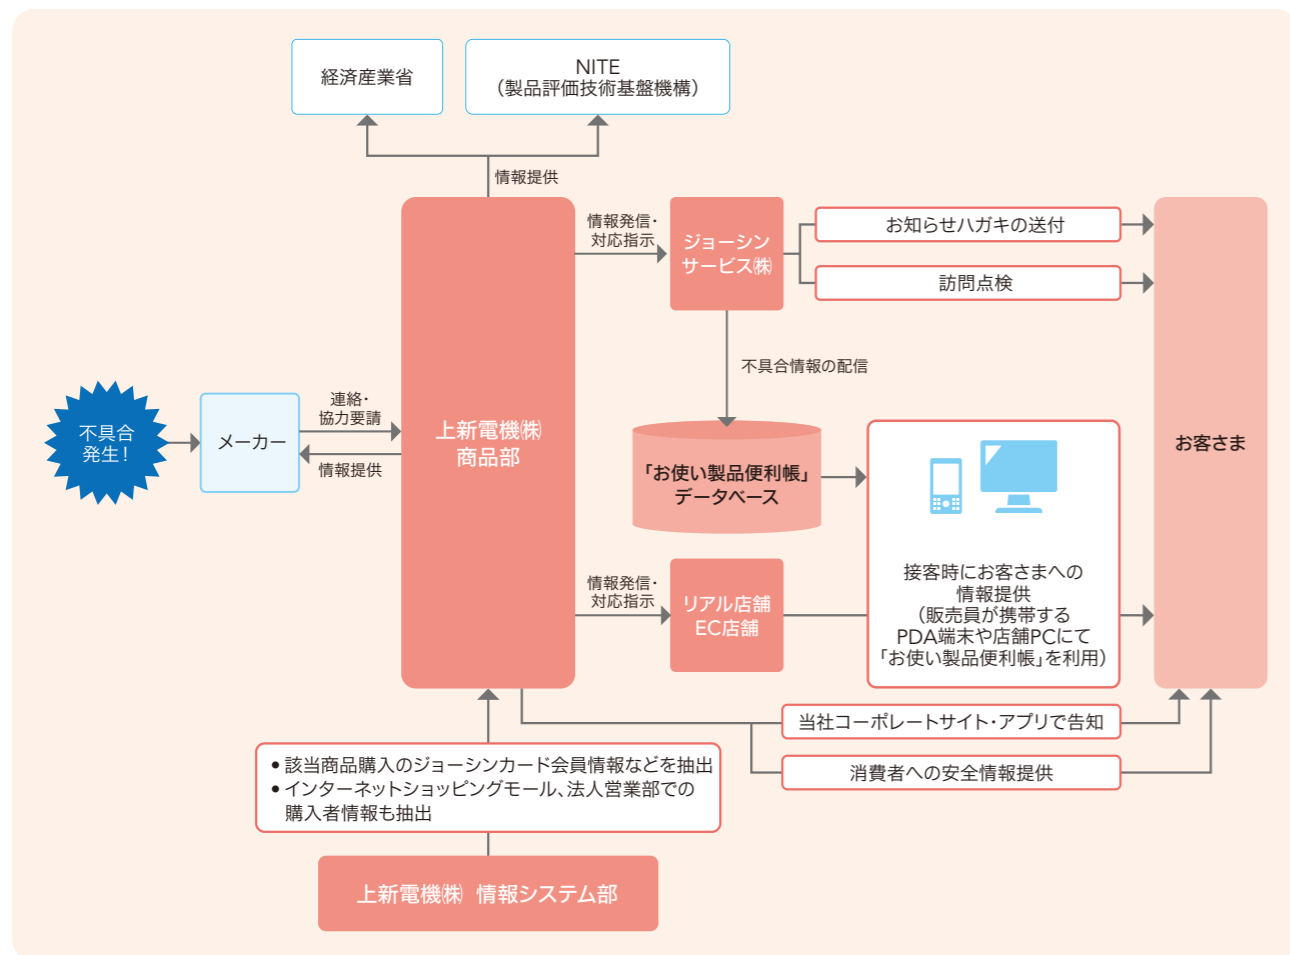 経済産業省
NITE
（製品評価技術基盤機構）
情報提供
情報発信・
対応指示
ジョーシン
サービス㈱
お知らせハガキの送付
訪問点検
不具合情報の配信
不具合
発生！
メーカー
連絡・
協力要請
情報提供
上新電機㈱
商品部
「お使い製品便利帳」
データベース
お客さま
接客時にお客さまへの
情報提供
（販売員が携帯する
PDA端末や店舗PCにて
「お使い製品便利帳」を利用）
情報発信・
対応指示
リアル店舗
EC店舗
当社コーポレートサイト・アプリで告知
消費者への安全情報提供
●該当商品購入のジョーシンカード会員情報などを抽出
●インターネットショッピングモール、法人営業部での
購入者情報も抽出
上新電機㈱ 情報システム部